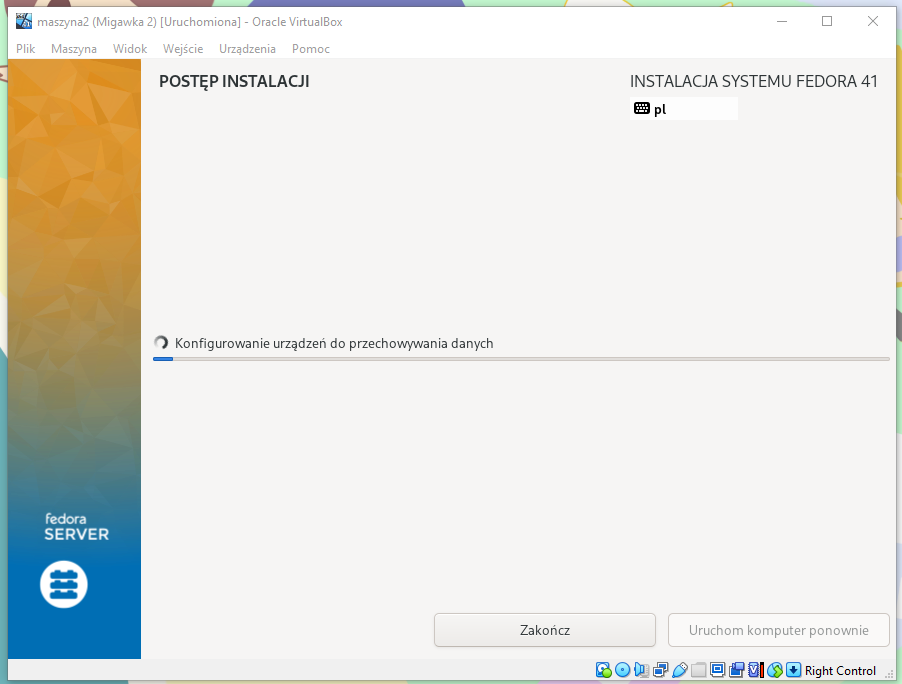 maszyna2 (Migawka 2) [Uruchomiona] - Oracle VirtualBox
Plik Maszyna Widok Wejście Urządzenia Pomoc
POSTĘP INSTALACJI
INSTALACJA SYSTEMU FEDORA 41
pl
Konfigurowanie urządzeń do przechowywania danych
fedora
SERVER
Zakończ
Uruchom komputer ponownie
Right Control